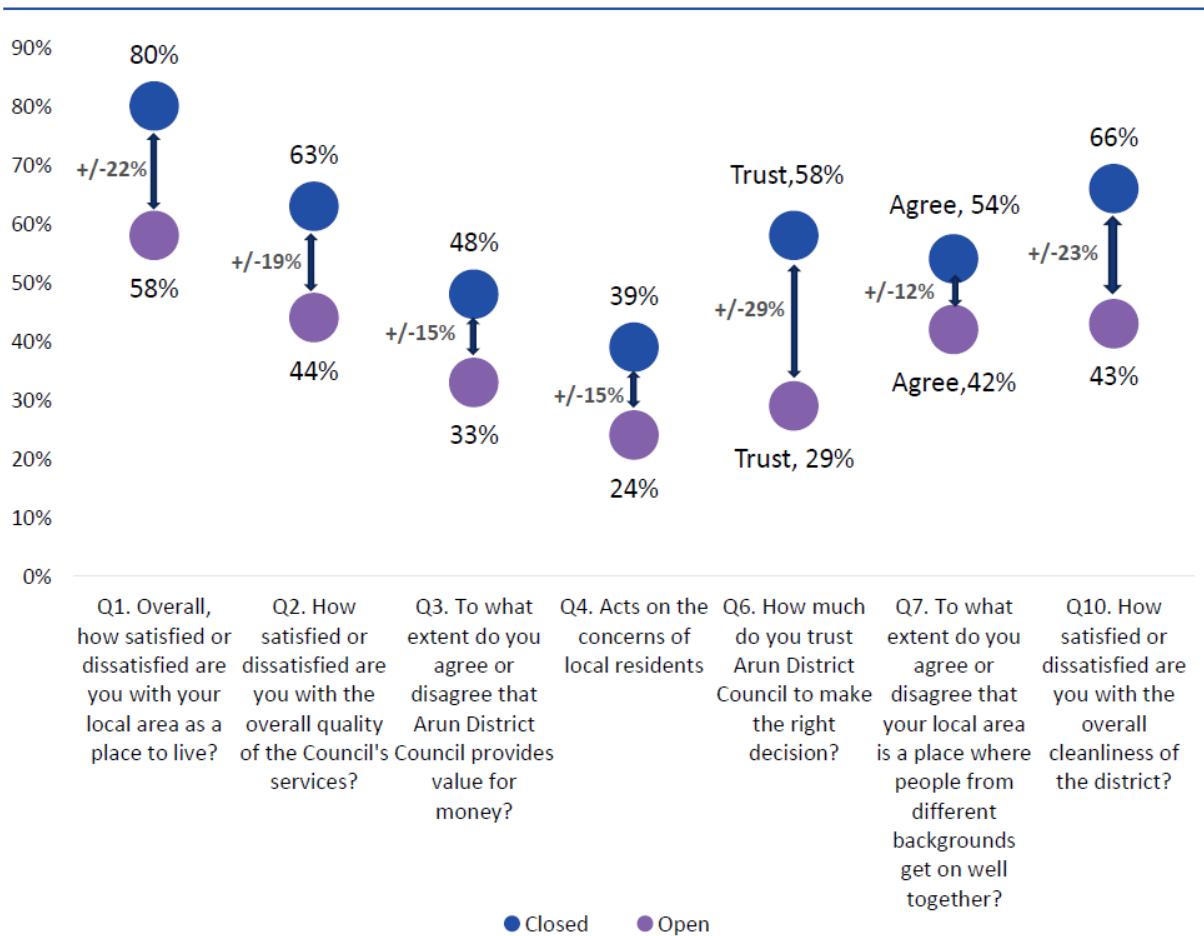 90%
80%
70%
60%
50%
40%
30%
20%
10%
0%
80%
+/-22%
58%
63%
+/-19%
44%
48%
+/-15%
33%
39%
+/-15%
24%
Trust,58%
+/-29%
Trust, 29%
Agree, 54%
+/-12%
Agree,42%
66%
+/-23%
43%
Q1. Overall,
how satisfied or
dissatisfied are
you with your
local area as a
place to live?
Q2. How
satisfied or
dissatisfied are
you with the
overall quality
of the Council's
services?
Q3. To what
extent do you
agree or
disagree that
Arun District
Council provides
value for
money?
Q4. Acts on the
concerns of
local residents
Q6. How much
do you trust
Arun District
Council to make
the right
decision?
Q7. To what
extent do you
agree or
disagree that
your local area
is a place where
people from
different
backgrounds
get on well
together?
Q10. How
satisfied or
dissatisfied are
you with the
overall
cleanliness of
the district?
Closed
Open